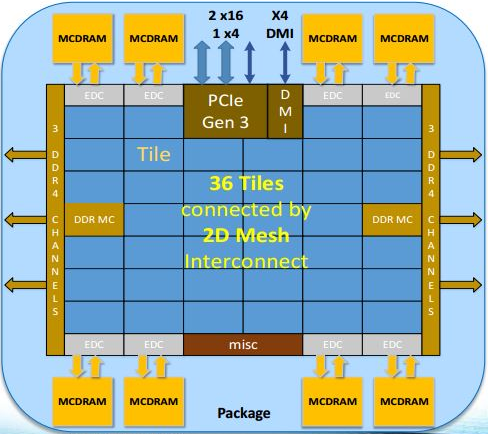 2 x16 X4
1 x4 DMI
MCDRAM MCDRAM MCDRAM MCDRAM
EDC EDC PCIe Gen 3 DMI EDC EDC
3 DDR4 CHANNELS
Tile
3 DDR4 CHANNELS
36 Tiles
DDR MC connected by DDR MC
2D Mesh
Interconnect
EDC EDC misc EDC EDC
MCDRAM MCDRAM MCDRAM MCDRAM
Package